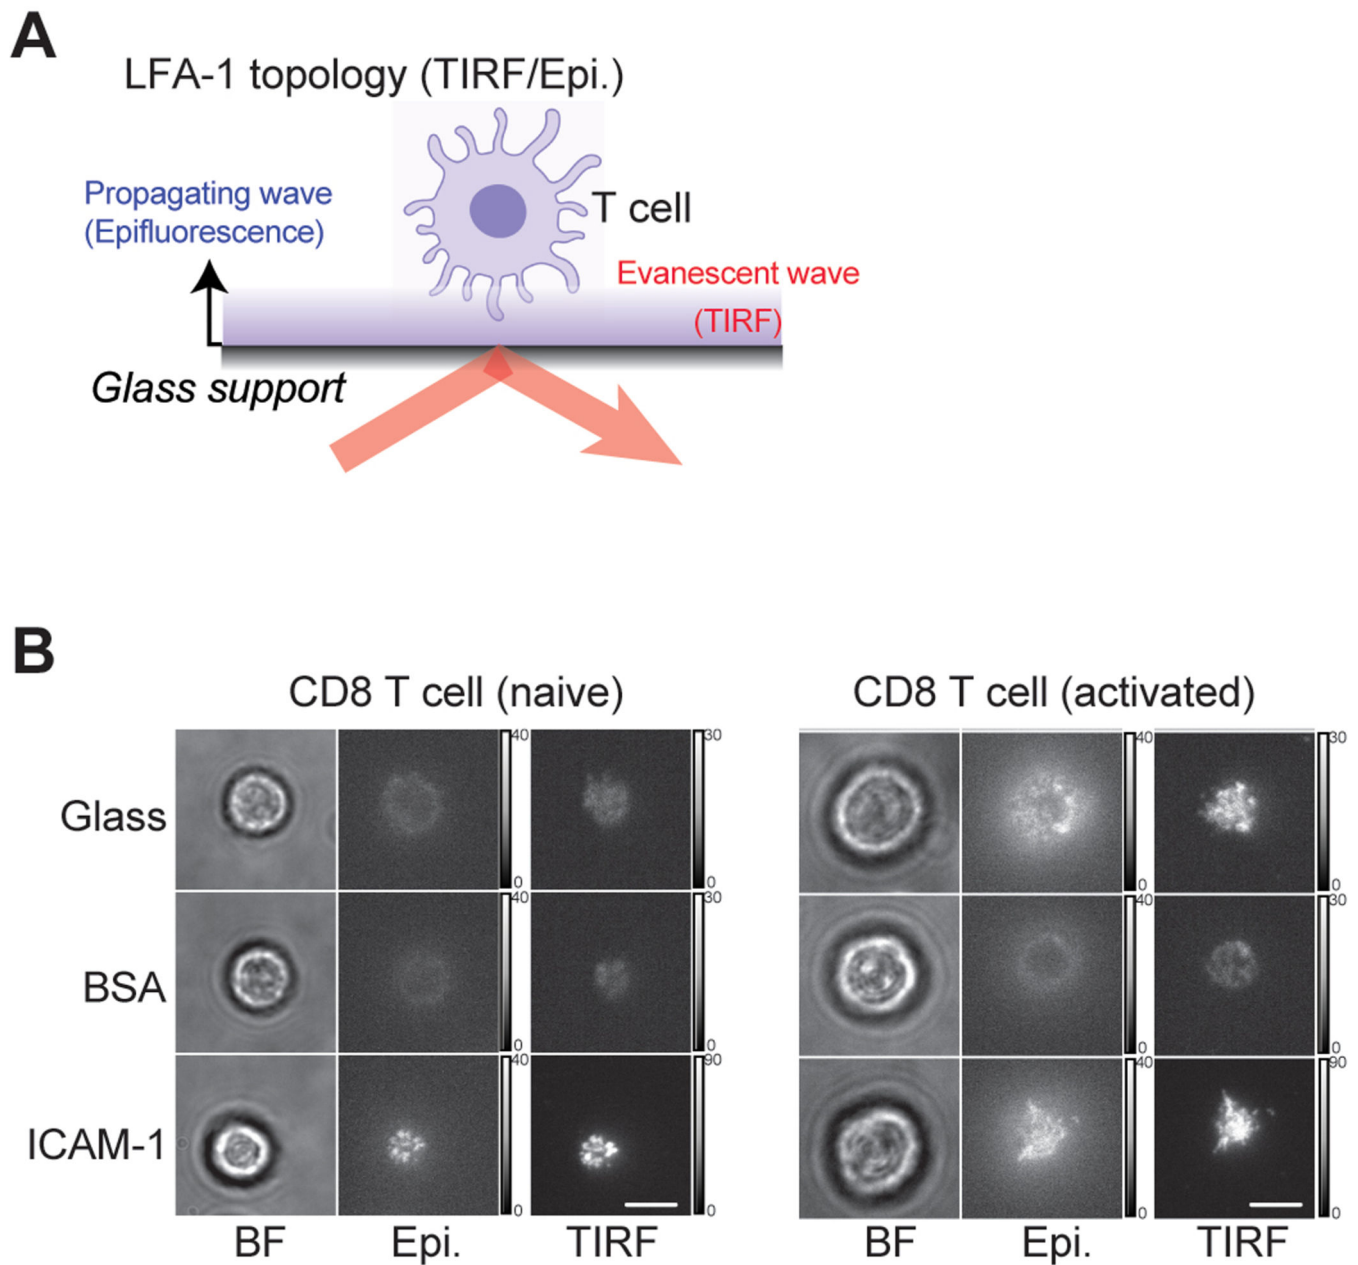 A
LFA-1 topology (TIRF/Epi.)
Propagating wave
(Epifluorescence)
T cell
Evanescent wave
(TIRF)
Glass support
B
CD8 T cell (naive)
CD8 T cell (activated)
Glass
40
0
30
0
40
0
30
0
BSA
40
0
30
0
40
0
30
0
ICAM-1
40
0
90
0
40
0
90
0
BF
Epi.
TIRF
BF
Epi.
TIRF